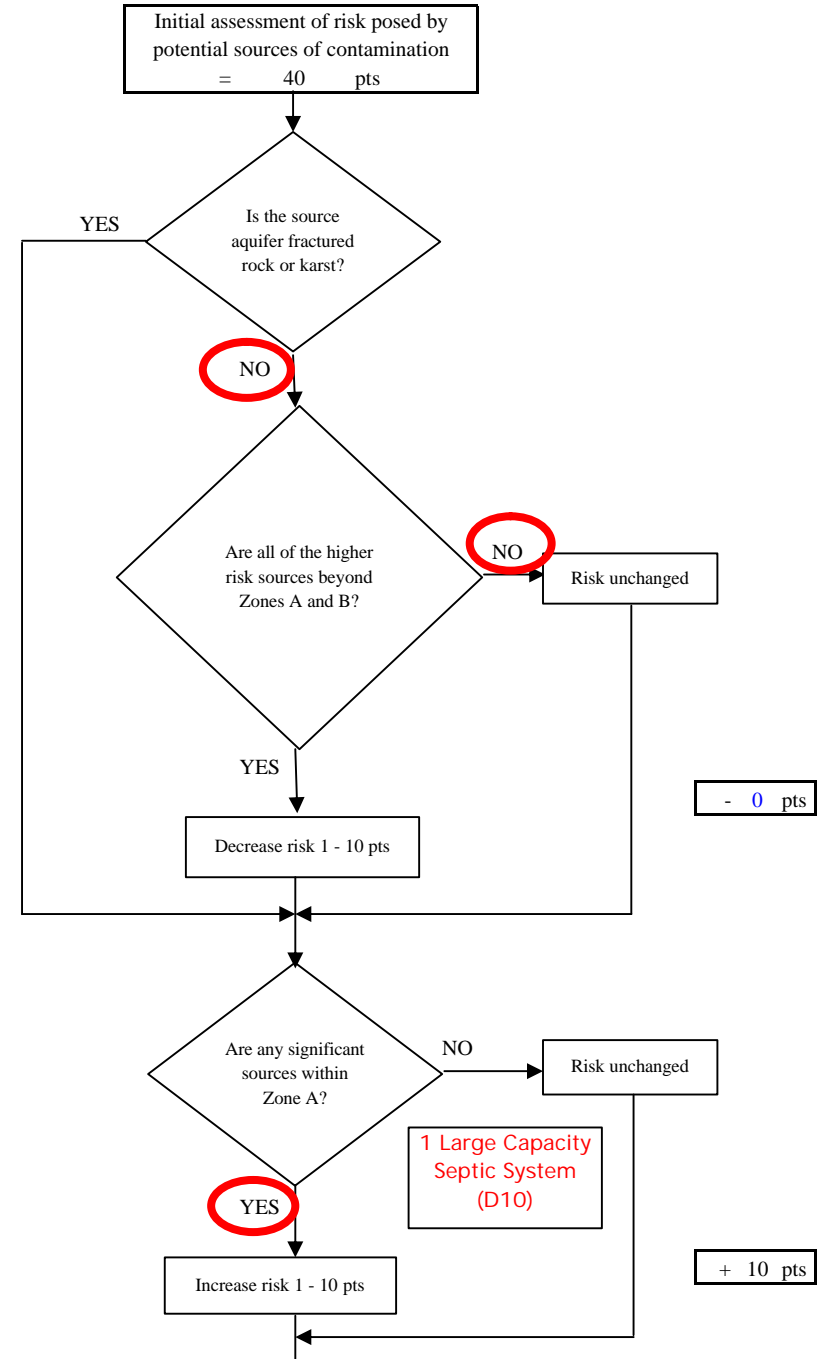 Initial assessment of risk posed by
potential sources of contamination
= 40 pts
YES
Is the source
aquifer fractured
rock or karst?
NO
Are all of the higher
risk sources beyond
Zones A and B?
NO
Risk unchanged
YES
- 0 pts
Decrease risk 1 - 10 pts
Are any significant
sources within
Zone A?
NO
Risk unchanged
1 Large Capacity
Septic System
(D10)
YES
Increase risk 1 - 10 pts
+ 10 pts